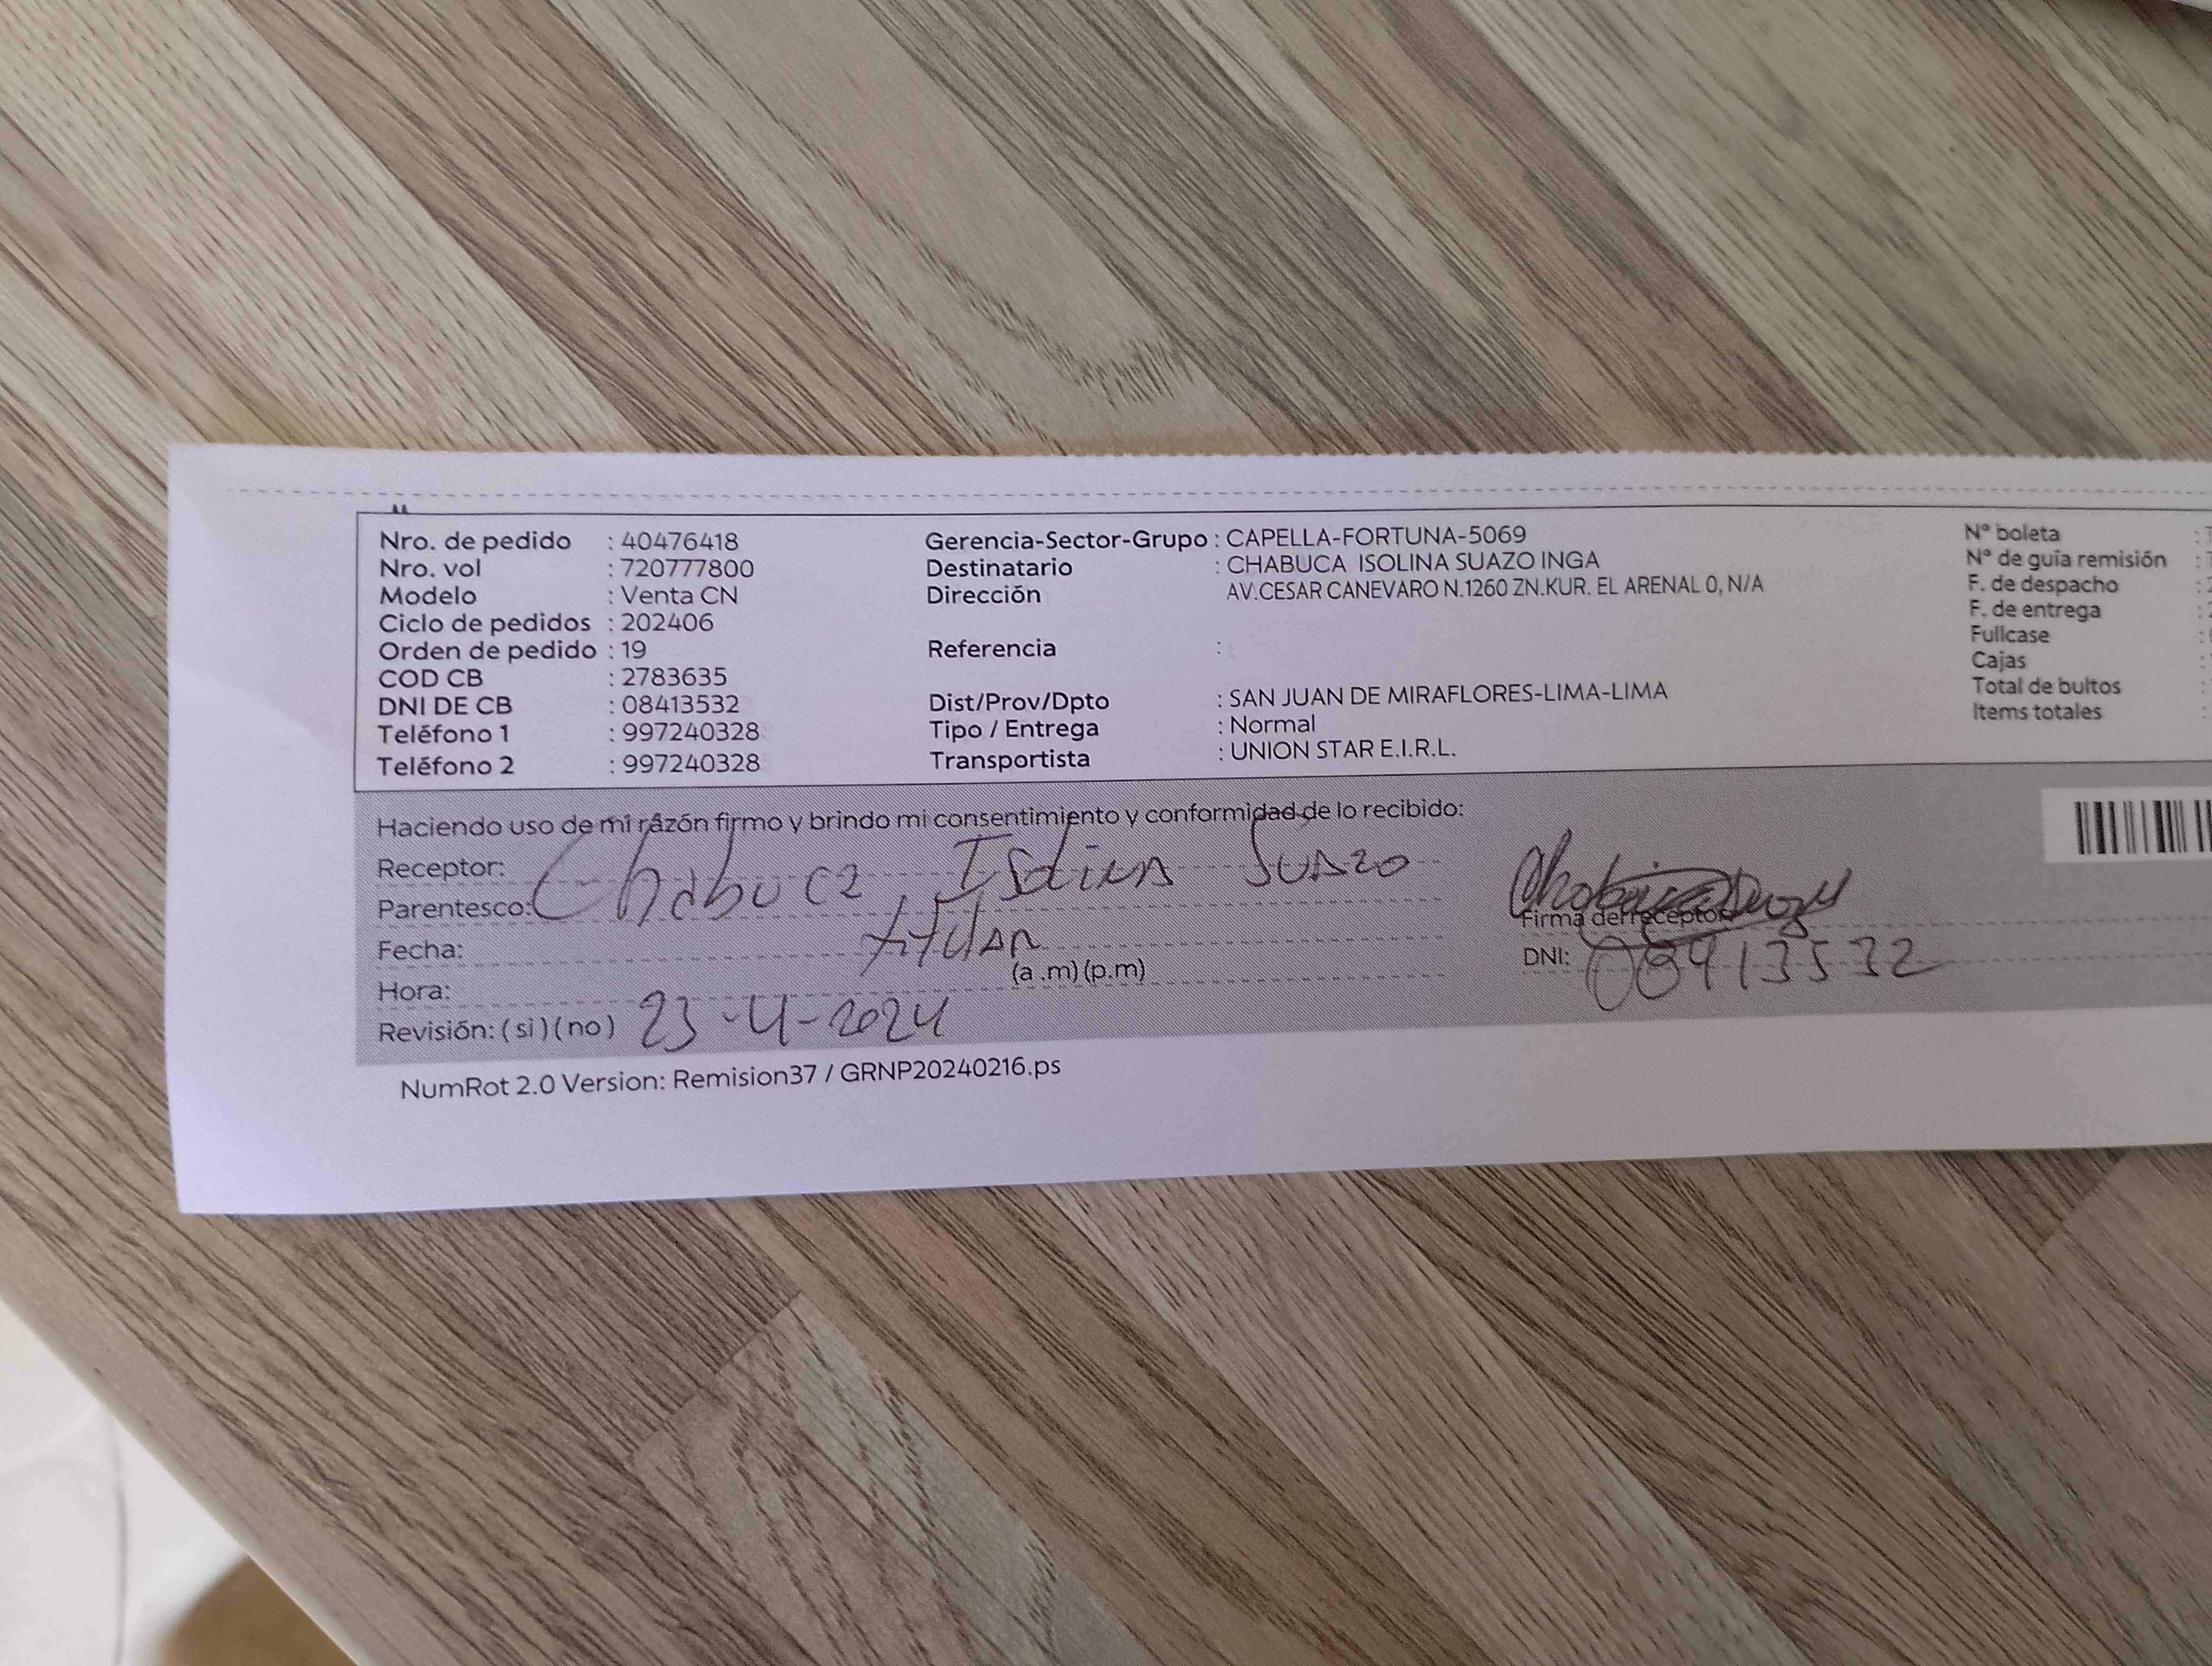 Nro. de pedido : 40476418
Nro. vol : 720777800
Modelo : Venta CN
Ciclo de pedidos : 202406
Orden de pedido : 19
COD CB : 2783635
DNI DE CB : 08413532
Teléfono 1 : 997240328
Teléfono 2 : 997240328
Gerencia-Sector-Grupo : CAPELLA-FORTUNA-5069
Destinatario : CHABUCA ISOLINA SUAZO INGA
Dirección AV.CESAR CANEVARO N.1260 ZN.KUR. EL ARENAL 0, N/A
Referencia :
Dist/Prov/Dpto : SAN JUAN DE MIRAFLORES-LIMA-LIMA
Tipo / Entrega : Normal
Transportista : UNION STAR E.I.R.L.
N° boleta :
N° de guía remisión :
F. de despacho :
F. de entrega :
Fullcase :
Cajas :
Total de bultos :
Items totales :
Haciendo uso de mi razón firmo y brindo mi consentimiento y conformidad de lo recibido:
Receptor: Chabuca Isolina Suazo
Parentesco: titular
Fecha:
Hora: (a .m) (p.m)
Revisión: ( si ) ( no ) 23-4-2024
Firma del receptor
DNI: 08413532
NumRot 2.0 Version: Remision37 / GRNP20240216.ps